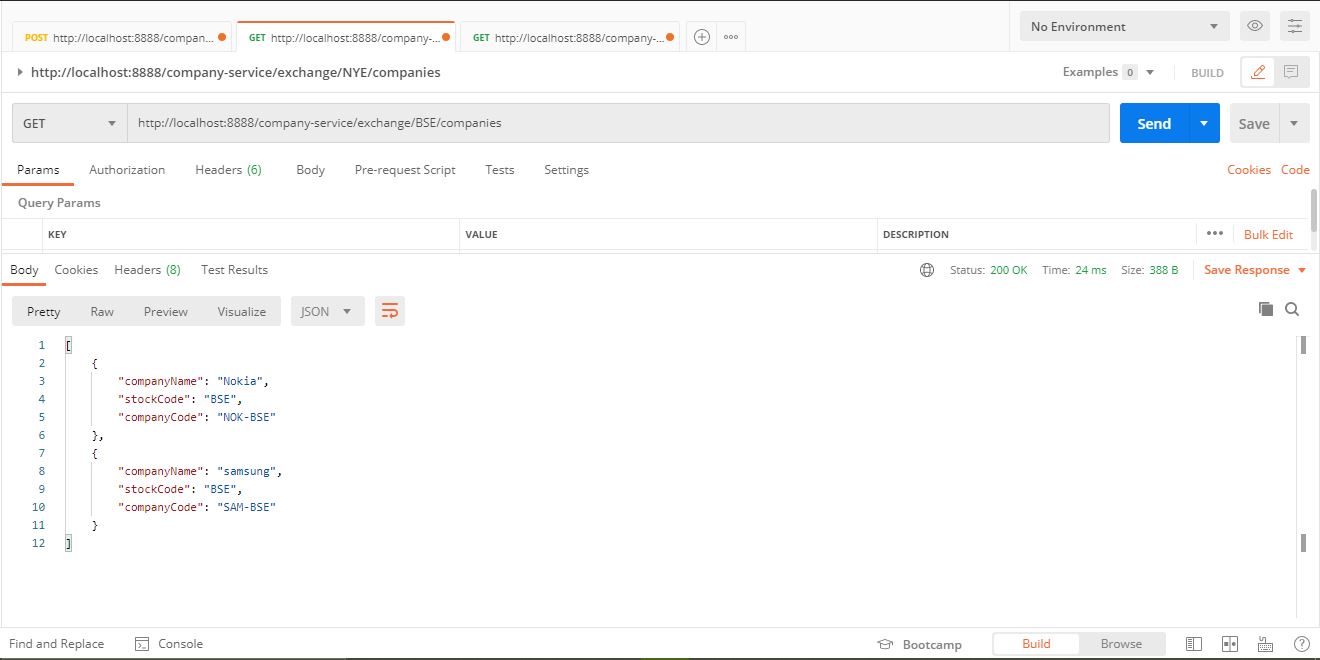 POST http://localhost:8888/compan... GET http://localhost:8888/company-... GET http://localhost:8888/company-... No Environment
http://localhost:8888/company-service/exchange/NYE/companies Examples 0 BUILD
GET http://localhost:8888/company-service/exchange/BSE/companies Send Save
Params Authorization Headers (6) Body Pre-request Script Tests Settings Cookies Code
Query Params
KEY VALUE DESCRIPTION Bulk Edit
Body Cookies Headers (8) Test Results Status: 200 OK Time: 24 ms Size: 388 B Save Response
Pretty Raw Preview Visualize JSON
1 [
2 {
3 "companyName": "Nokia",
4 "stockCode": "BSE",
5 "companyCode": "NOK-BSE"
6 },
7 {
8 "companyName": "samsung",
9 "stockCode": "BSE",
10 "companyCode": "SAM-BSE"
11 }
12 ]
Find and Replace Console Bootcamp Build Browse